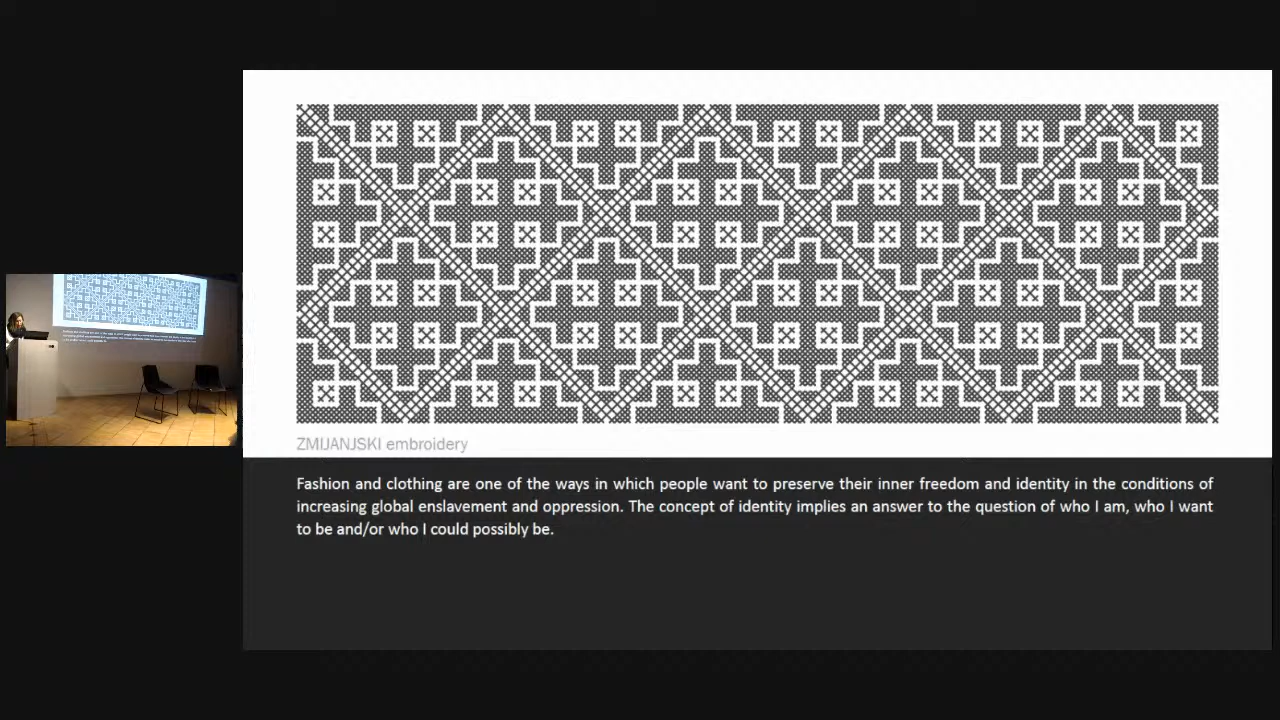 ZMIJANJSKI embroidery
Fashion and clothing are one of the ways in which people want to preserve their inner freedom and identity in the conditions of
increasing global enslavement and oppression. The concept of identity implies an answer to the question of who I am, who I want
to be and/or who I could possibly be.